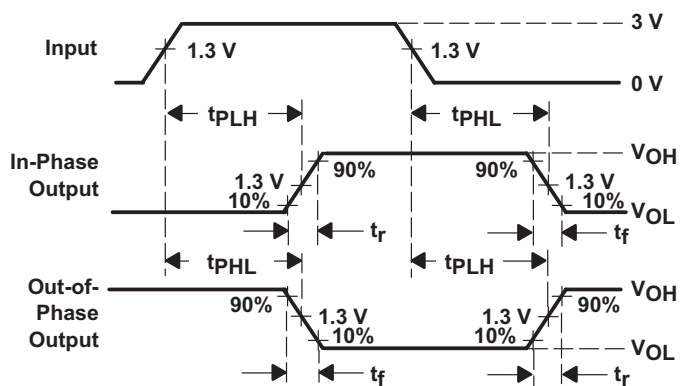 Input
1.3 V
1.3 V
3 V
0 V
tPLH
tPHL
In-Phase
Output
1.3 V
10%
90%
90%
1.3 V
10%
VOH
VOL
tr
tf
tPHL
tPLH
Out-of-
Phase
Output
90%
1.3 V
10%
1.3 V
10%
90%
VOH
VOL
tf
tr